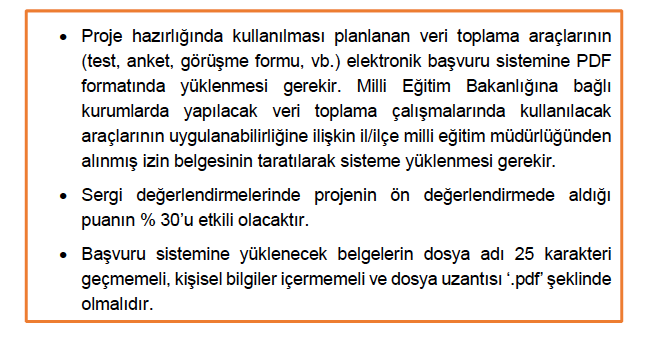 • Proje hazırlığında kullanılması planlanan veri toplama araçlarının
(test, anket, görüşme formu, vb.) elektronik başvuru sistemine PDF
formatında yüklenmesi gerekir. Milli Eğitim Bakanlığına bağlı
kurumlarda yapılacak veri toplama çalışmalarında kullanılacak
araçlarının uygulanabilirliğine ilişkin il/ilçe milli eğitim müdürlüğünden
alınmış izin belgesinin taratılarak sisteme yüklenmesi gerekir.
• Sergi değerlendirmelerinde projenin ön değerlendirmede aldığı
puanın % 30’u etkili olacaktır.
• Başvuru sistemine yüklenecek belgelerin dosya adı 25 karakteri
geçmemeli, kişisel bilgiler içermemeli ve dosya uzantısı ‘.pdf’ şeklinde
olmalıdır.